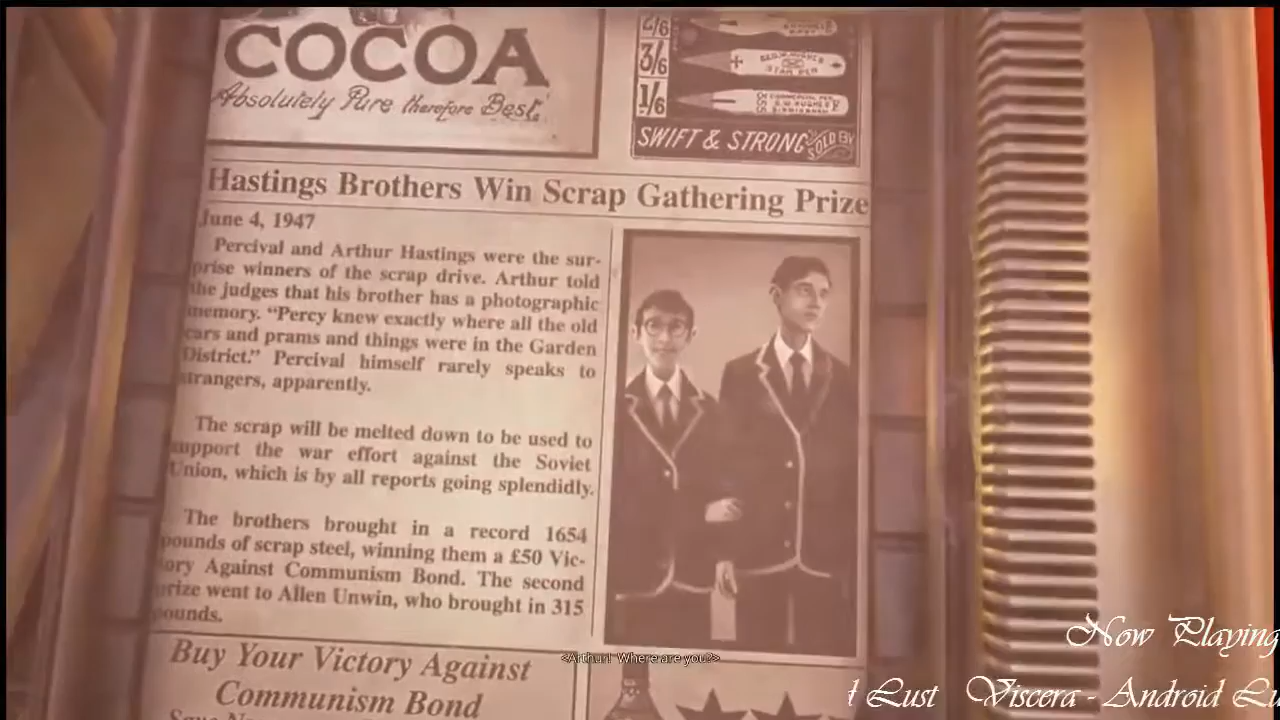 COCOA
Absolutely Pure therefore Best.
2/6
3/6
1/6
STAR PEN
SWIFT & STRONG
SOLD BY
Hastings Brothers Win Scrap Gathering Prize
June 4, 1947
Percival and Arthur Hastings were the sur-
prise winners of the scrap drive. Arthur told
the judges that his brother has a photographic
memory. “Percy knew exactly where all the old
cars and prams and things were in the Garden
District.” Percival himself rarely speaks to
strangers, apparently.
The scrap will be melted down to be used to
support the war effort against the Soviet
Union, which is by all reports going splendidly.
The brothers brought in a record 1654
pounds of scrap steel, winning them a £50 Vic-
tory Against Communism Bond. The second
prize went to Allen Unwin, who brought in 315
pounds.
Buy Your Victory Against
Communism Bond
<Arthur! Where are you?>
Now Playing
Lust Viscera - Android Lu